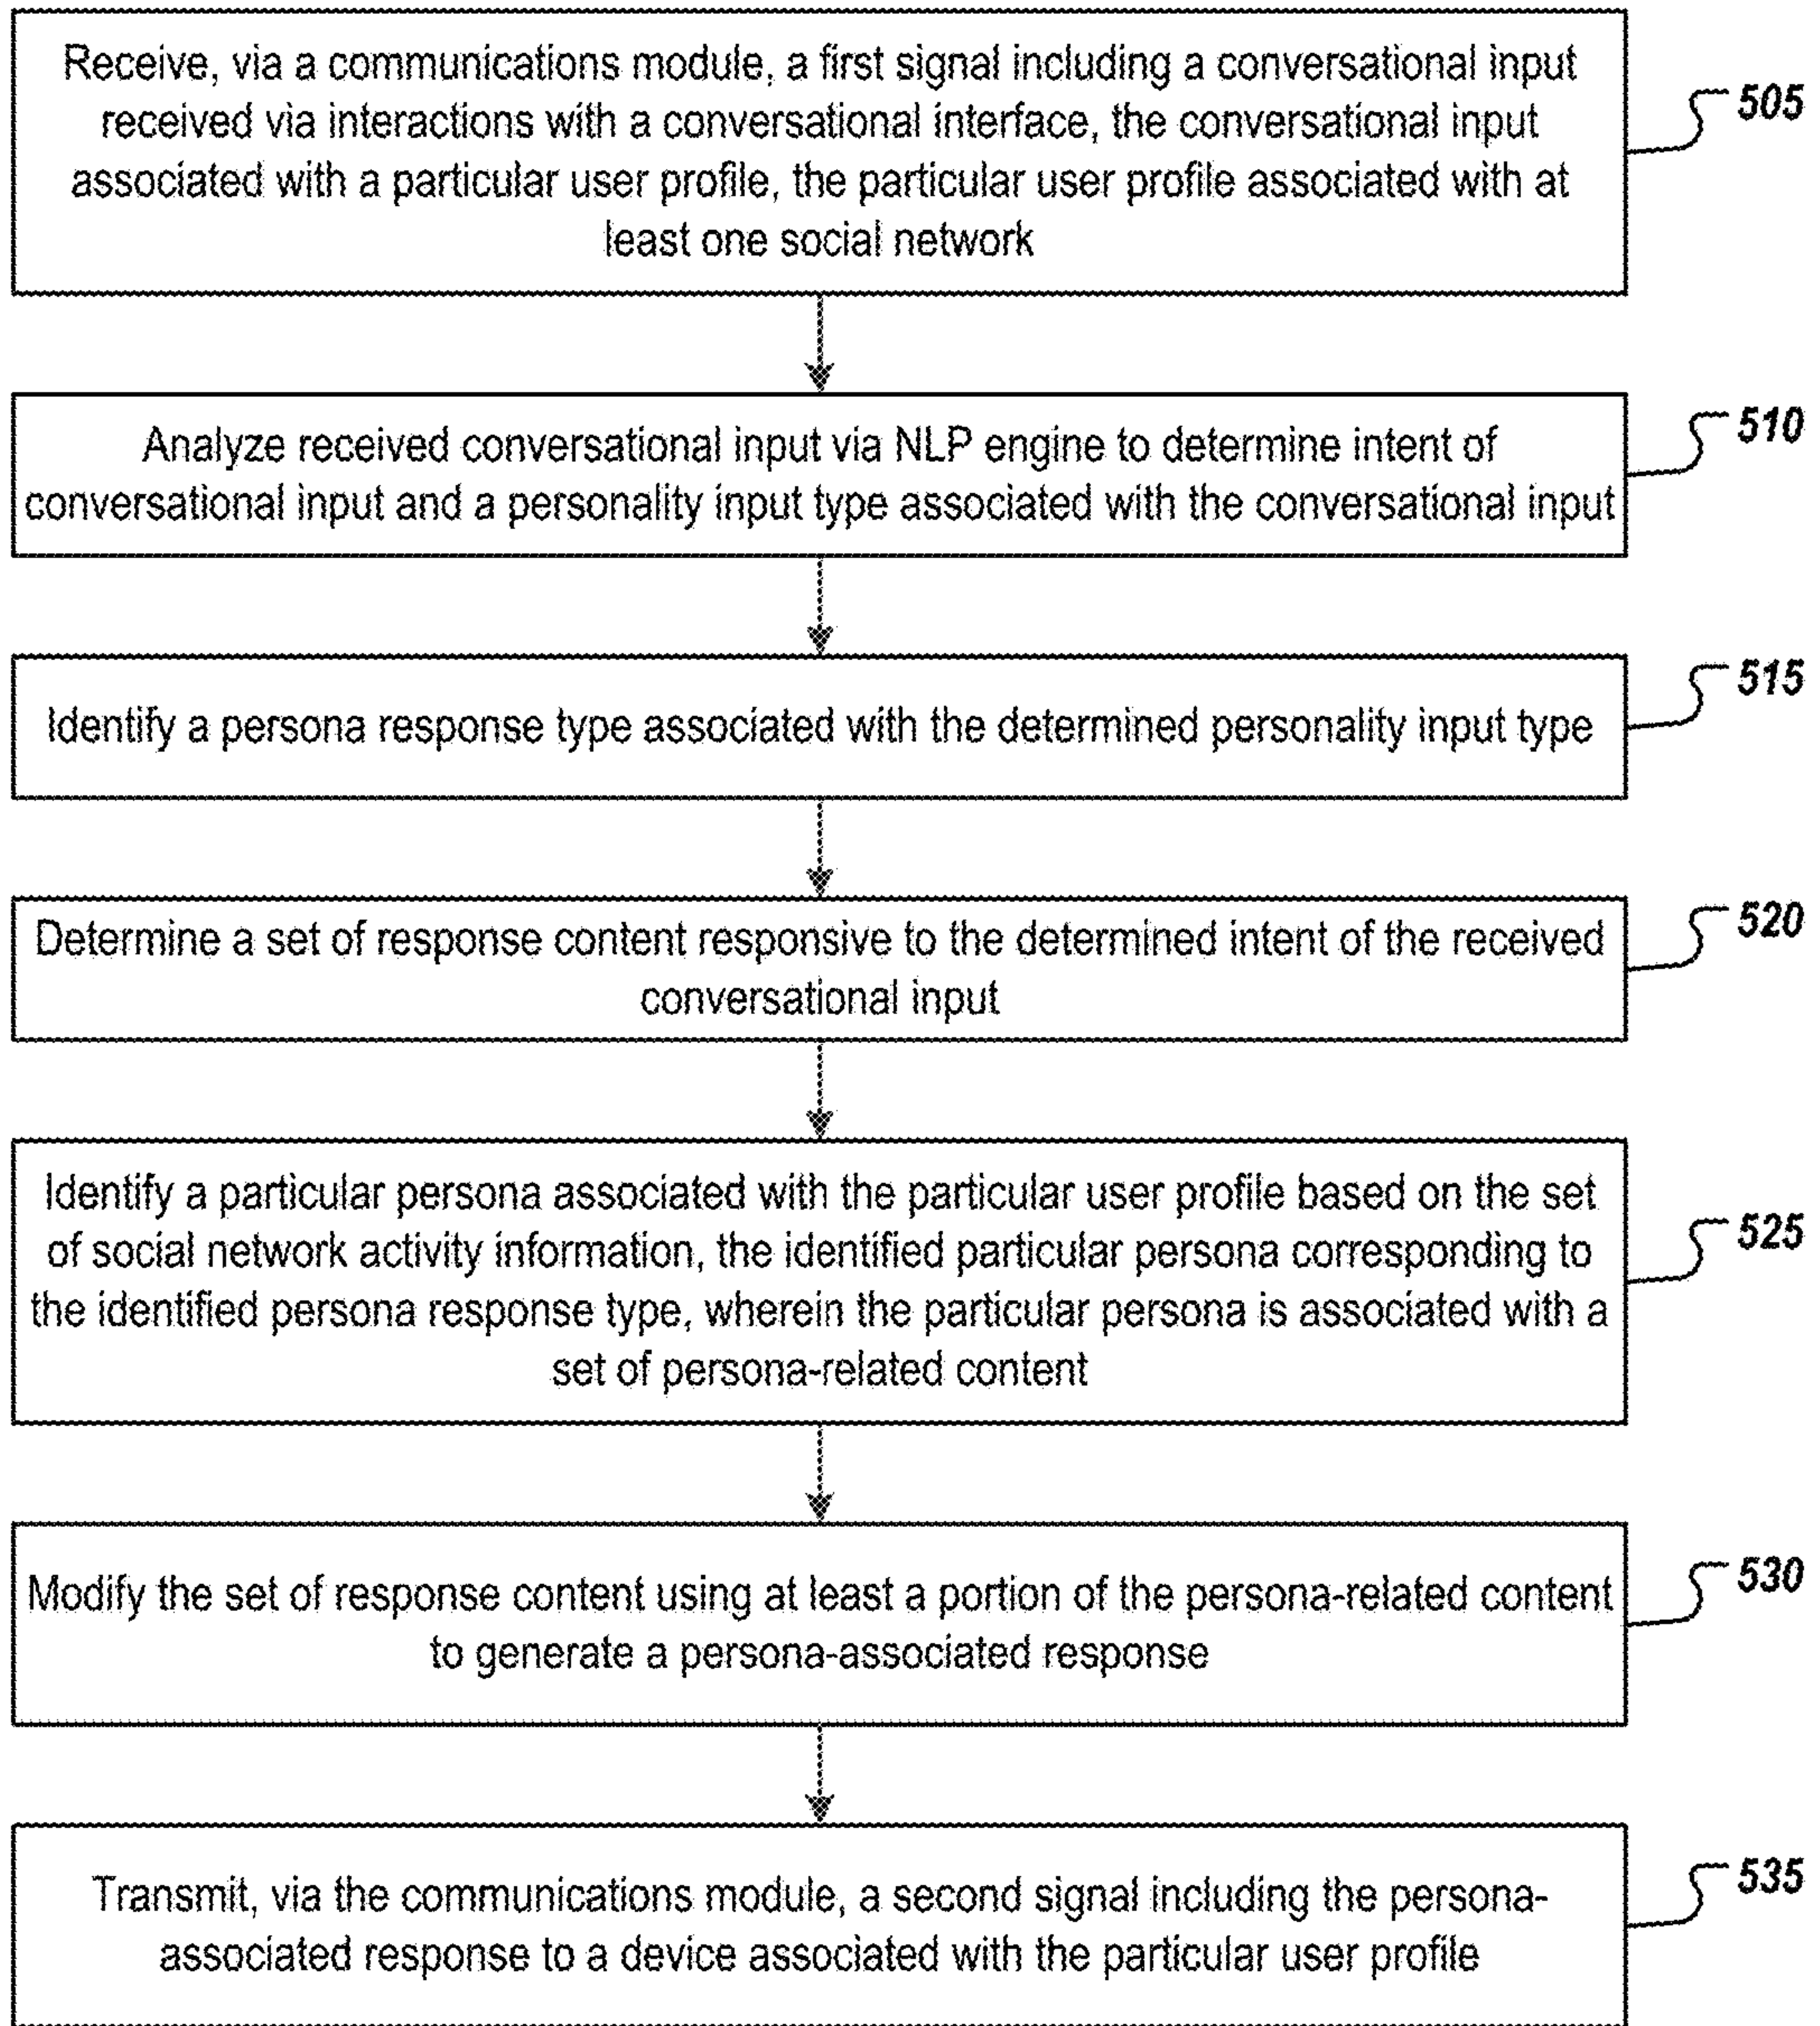 Receive, via a communications module, a first signal including a conversational input
received via interactions with a conversational interface, the conversational input
associated with a particular user profile, the particular user profile associated with at
least one social network
505
Analyze received conversational input via NLP engine to determine intent of
conversational input and a personality input type associated with the conversational input
510
Identify a persona response type associated with the determined personality input type
515
Determine a set of response content responsive to the determined intent of the received
conversational input
520
Identify a particular persona associated with the particular user profile based on the set
of social network activity information, the identified particular persona corresponding to
the identified persona response type, wherein the particular persona is associated with a
set of persona-related content
525
Modify the set of response content using at least a portion of the persona-related content
to generate a persona-associated response
530
Transmit, via the communications module, a second signal including the persona-
associated response to a device associated with the particular user profile
535